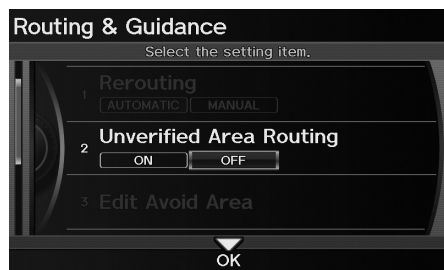 Routing & Guidance
Select the setting item.
1 Rerouting
AUTOMATIC MANUAL
2 Unverified Area Routing
ON OFF
3 Edit Avoid Area
OK